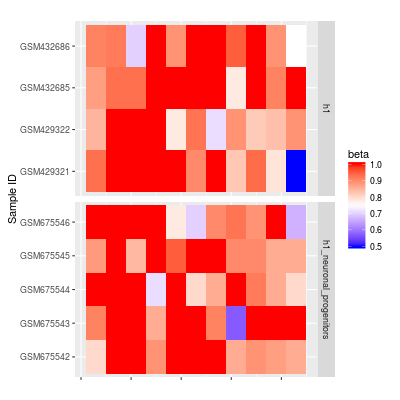 GSM432686
GSM432685
GSM429322
GSM429321
GSM675546
GSM675545
GSM675544
GSM675543
GSM675542
Sample ID
h1
h1_neuronal_progenitors
beta
1.0
0.9
0.8
0.7
0.6
0.5